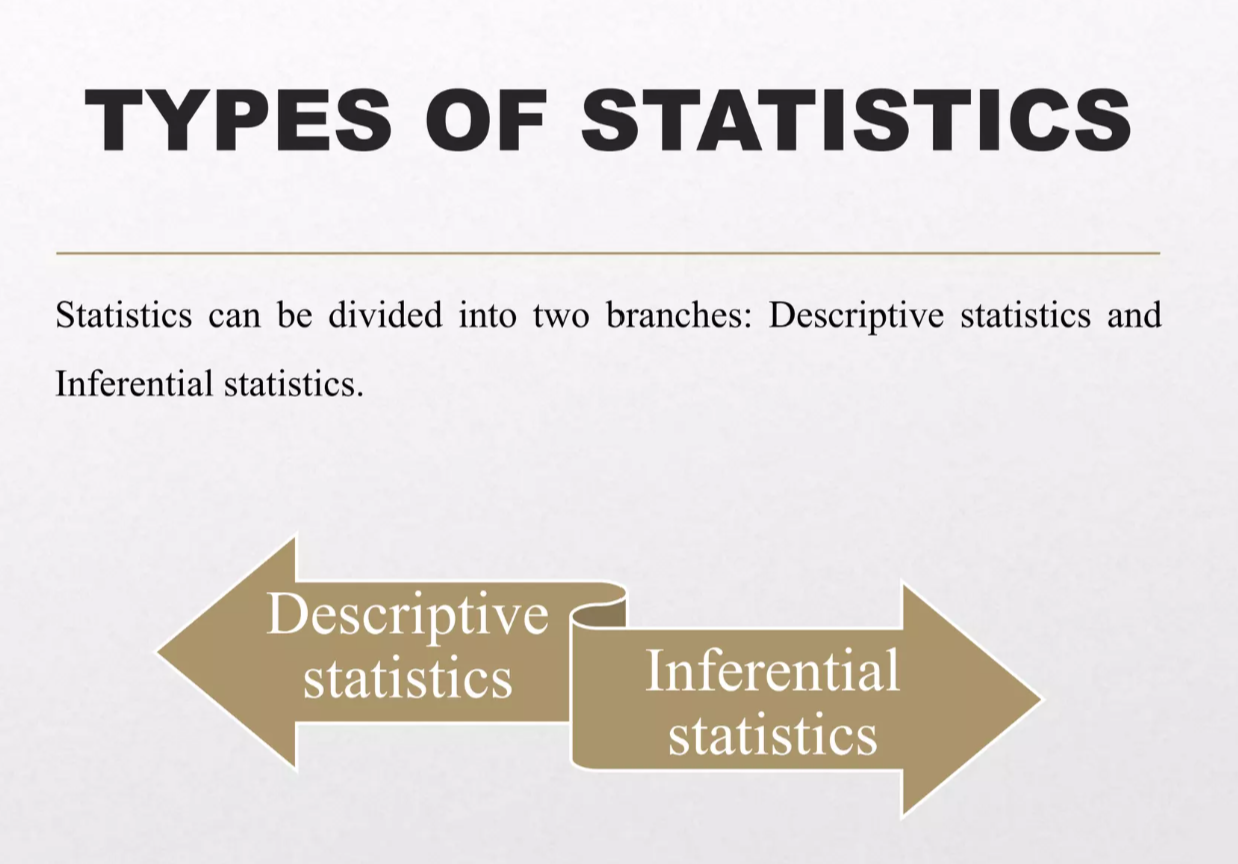 TYPES OF STATISTICS
Statistics can be divided into two branches: Descriptive statistics and
Inferential statistics.
Descriptive
statistics
Inferential
statistics